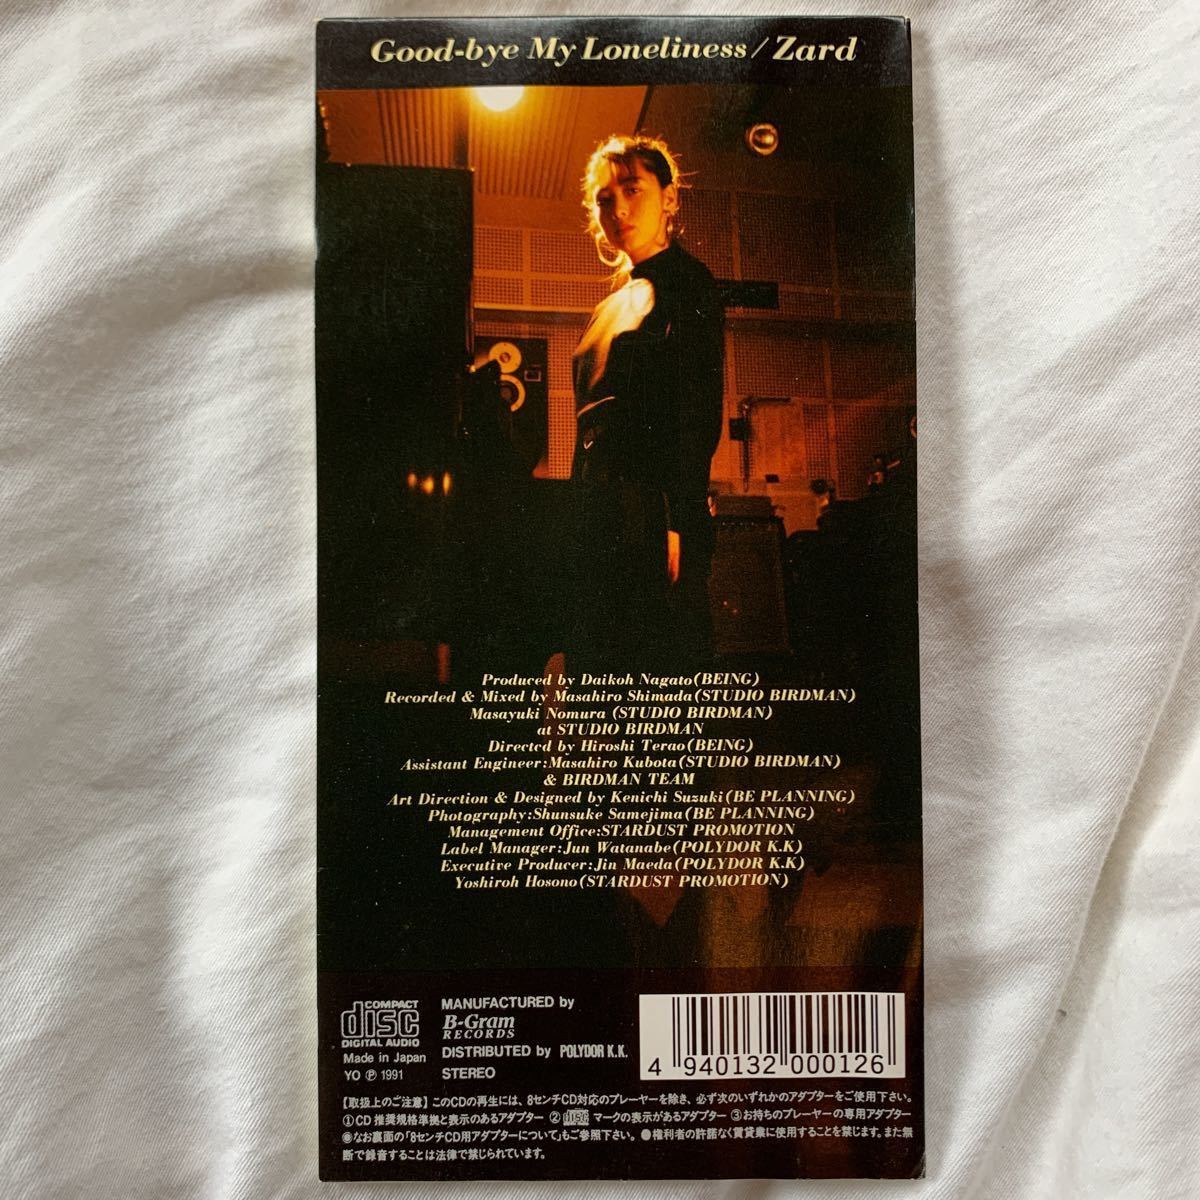 Good-bye My Loneliness / Zard
Produced by Daikoh Nagato(BEING)
Recorded & Mixed by Masahiro Shimada(STUDIO BIRDMAN)
Masayuki Nomura (STUDIO BIRDMAN)
at STUDIO BIRDMAN
Directed by Hiroshi Terao(BEING)
Assistant Engineer:Masahiro Kubota(STUDIO BIRDMAN)
& BIRDMAN TEAM
Art Direction & Designed by Kenichi Suzuki(BE PLANNING)
Photography:Shunsuke Samejima(BE PLANNING)
Management Office:STARDUST PROMOTION
Label Manager:Jun Watanabe(POLYDOR K.K)
Executive Producer:Jin Maeda(POLYDOR K.K)
Yoshiroh Hosono(STARDUST PROMOTION)
COMPACT
disc
DIGITAL AUDIO
Made in Japan
YO Ⓟ 1991
MANUFACTURED by
B-Gram
RECORDS
DISTRIBUTED by POLYDOR K.K.
STEREO
4 940132 000126
【取扱上のご注意】このCDの再生には、8センチCD対応のプレーヤーを除き、必ず次のいずれかのアダプターをご使用下さい。
①CD 推奨規格準拠と表示のあるアダプター ②disc マークの表示があるアダプター ③お持ちのプレーヤーの専用アダプター
●なお裏面の「8センチCD用アダプターについて」もご参照下さい。●権利者の許諾なく賃貸業に使用することを禁じます。また無
断で録音することは法律で禁じられています。